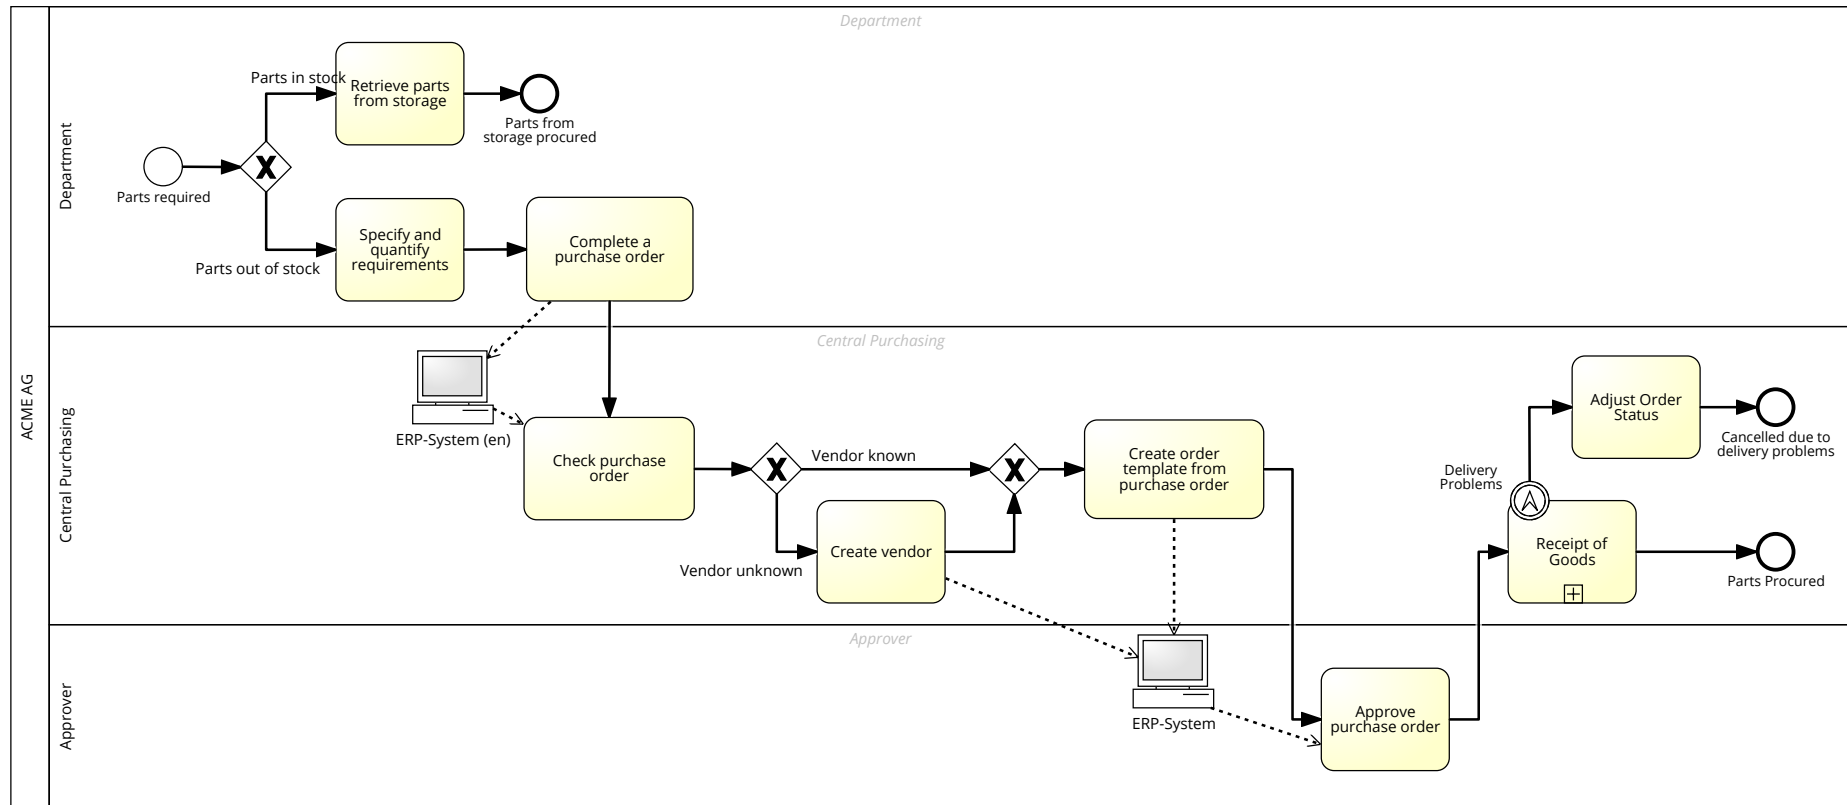 ACME AG
Department
Department
Parts required
Parts in stock
Retrieve parts
from storage
Parts from
storage procured
Parts out of stock
Specify and
quantify
requirements
Complete a
purchase order
Central Purchasing
Central Purchasing
ERP-System (en)
Check purchase
order
Vendor known
Vendor unknown
Create vendor
Create order
template from
purchase order
Delivery
Problems
Adjust Order
Status
Cancelled due to
delivery problems
Receipt of
Goods
Parts Procured
Approver
Approver
ERP-System
Approve
purchase order